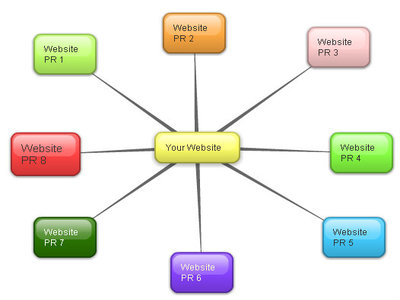 Website
PR 1
Website
PR 2
Website
PR 3
Your Website
Website
PR 8
Website
PR 4
Website
PR 7
Website
PR 6
Website
PR 5